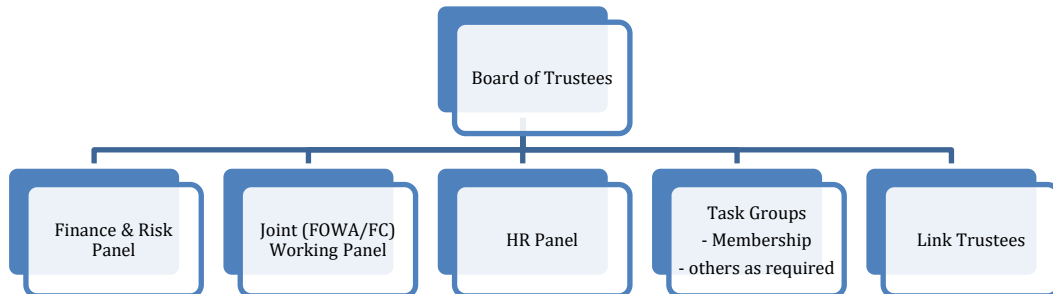 Board of Trustees
Finance & Risk
Panel
Joint (FOWA/FC)
Working Panel
HR Panel
Task Groups
- Membership
- others as required
Link Trustees